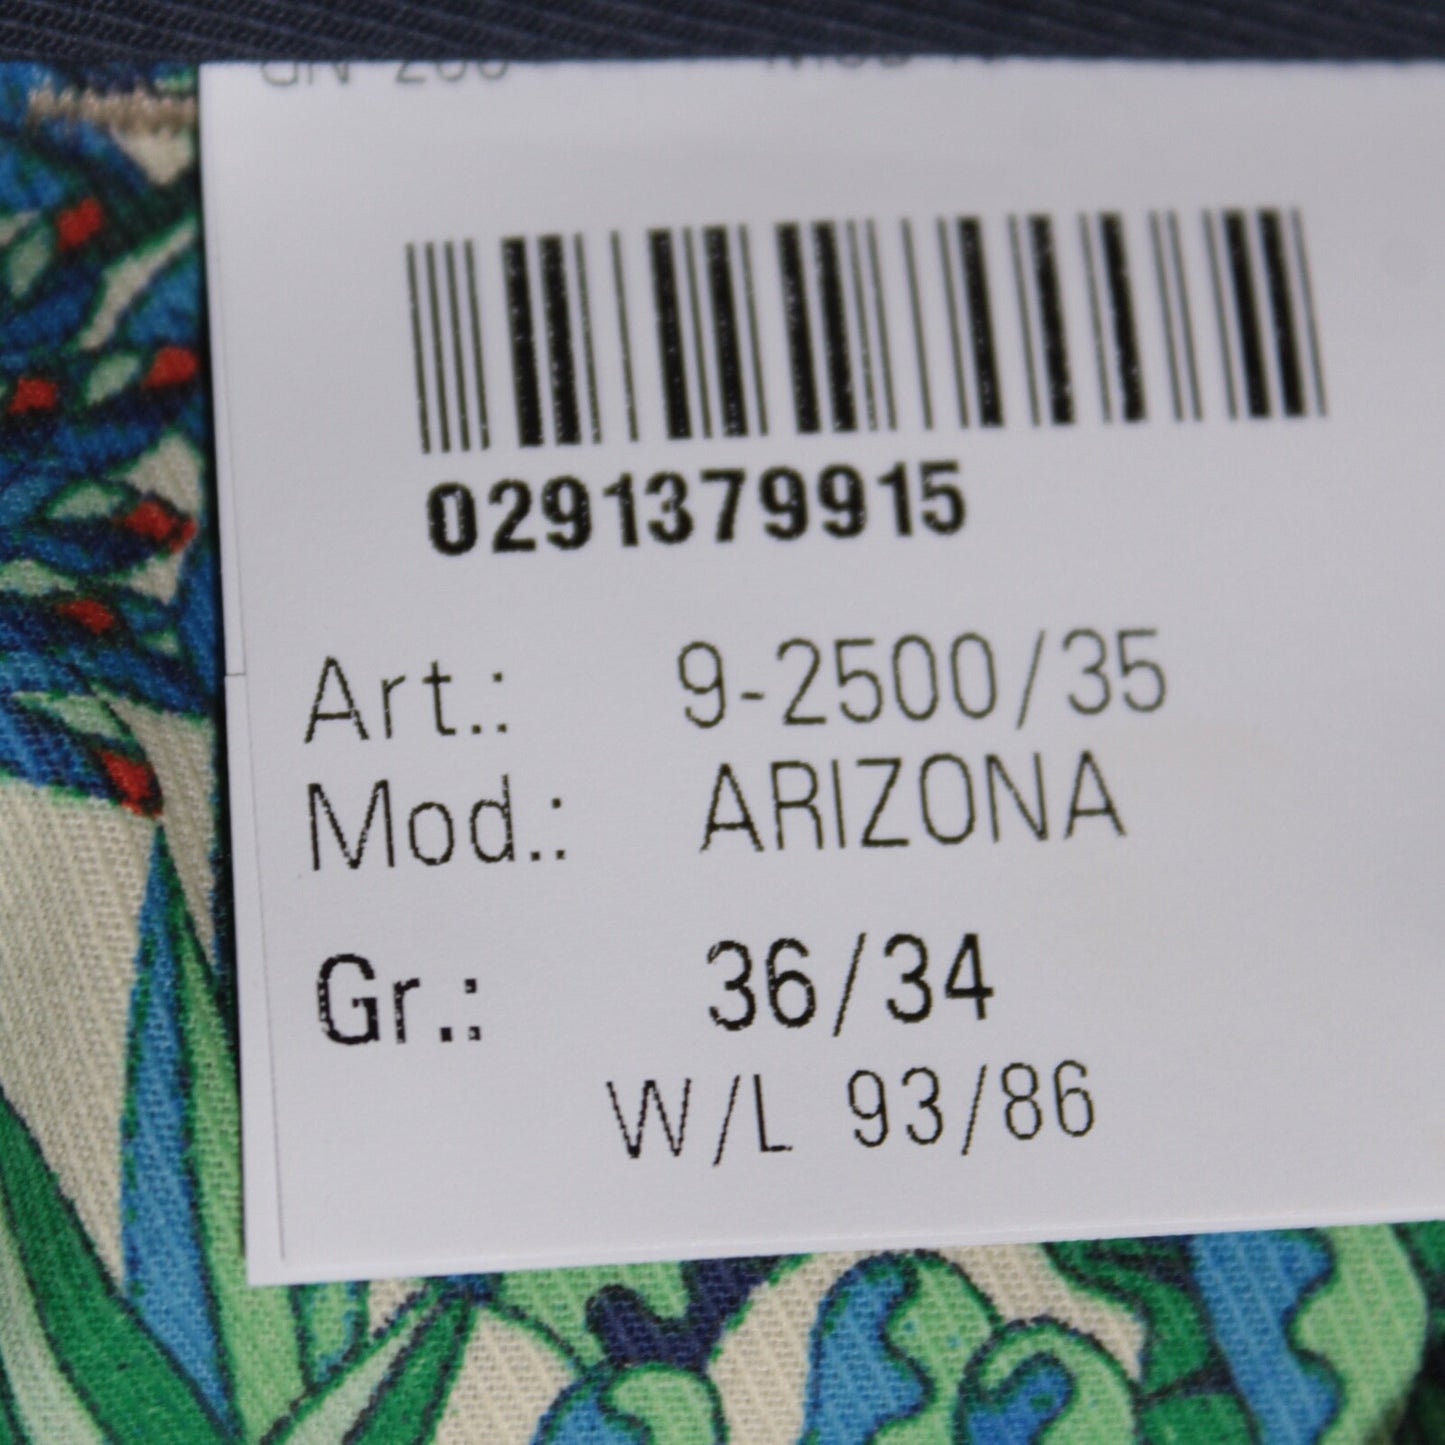 0291379915
Art.: 9-2500/35
Mod.: ARIZONA
Gr.: 36/34
W/L 93/86